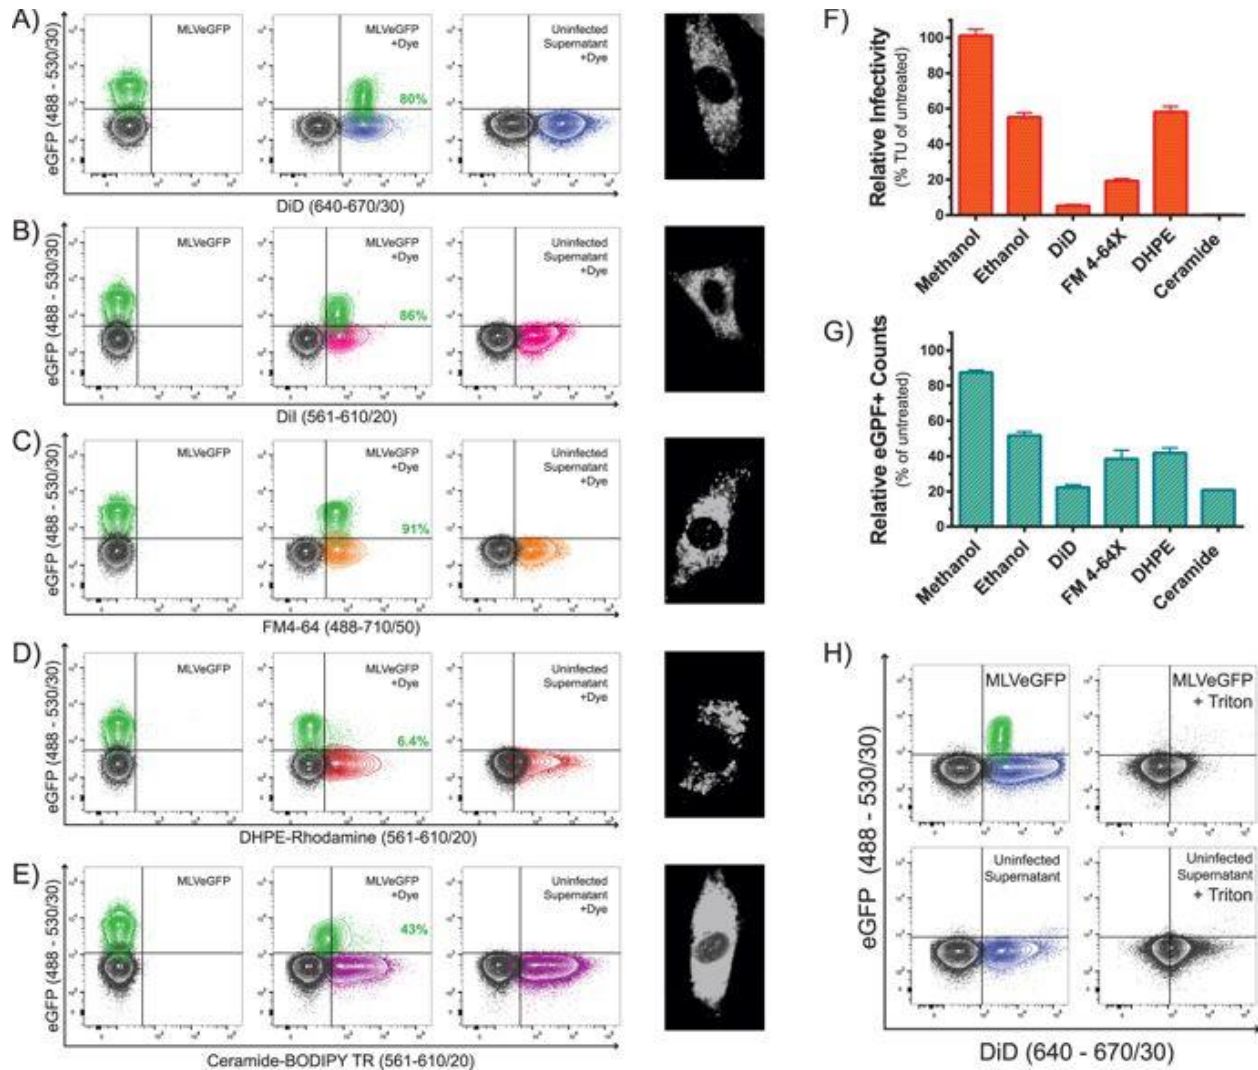 A)
eGFP (488 - 530/30)
MLVeGFP
MLVeGFP
+Dye
80%
Uninfected
Supernatant
+Dye
DiD (640-670/30)
B)
eGFP (488 - 530/30)
MLVeGFP
MLVeGFP
+Dye
86%
Uninfected
Supernatant
+Dye
DiI (561-610/20)
C)
eGFP (488 - 530/30)
MLVeGFP
MLVeGFP
+Dye
91%
Uninfected
Supernatant
+Dye
FM4-64 (488-710/50)
D)
eGFP (488 - 530/30)
MLVeGFP
MLVeGFP
+Dye
6.4%
Uninfected
Supernatant
+Dye
DHPE-Rhodamine (561-610/20)
E)
eGFP (488 - 530/30)
MLVeGFP
MLVeGFP
+Dye
43%
Uninfected
Supernatant
+Dye
Ceramide-BODIPY TR (561-610/20)
F)
Relative Infectivity
(% TU of untreated)
100
80
60
40
20
0
Methanol
Ethanol
DiD
FM 4-64X
DHPE
Ceramide
G)
Relative eGPF+ Counts
(% of untreated)
100
80
60
40
20
0
Methanol
Ethanol
DiD
FM 4-64X
DHPE
Ceramide
H)
eGFP (488 - 530/30)
MLVeGFP
MLVeGFP
+ Triton
Uninfected
Supernatant
Uninfected
Supernatant
+ Triton
DiD (640 - 670/30)